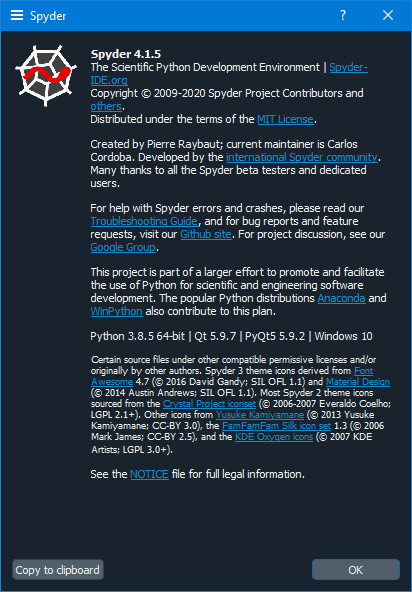 Spyder
?
Spyder 4.1.5
The Scientific Python Development Environment | Spyder-
IDE.org
Copyright © 2009-2020 Spyder Project Contributors and
others.
Distributed under the terms of the MIT License.
Created by Pierre Raybaut; current maintainer is Carlos
Cordoba. Developed by the international Spyder community.
Many thanks to all the Spyder beta testers and dedicated
users.
For help with Spyder errors and crashes, please read our
Troubleshooting Guide, and for bug reports and feature
requests, visit our Github site. For project discussion, see our
Google Group.
This project is part of a larger effort to promote and facilitate
the use of Python for scientific and engineering software
development. The popular Python distributions Anaconda and
WinPython also contribute to this plan.
Python 3.8.5 64-bit | Qt 5.9.7 | PyQt5 5.9.2 | Windows 10
Certain source files under other compatible permissive licenses and/or
originally by other authors. Spyder 3 theme icons derived from Font
Awesome 4.7 (© 2016 David Gandy; SIL OFL 1.1) and Material Design
(© 2014 Austin Andrews; SIL OFL 1.1). Most Spyder 2 theme icons
sourced from the Crystal Project iconset (© 2006-2007 Everaldo Coelho;
LGPL 2.1+). Other icons from Yusuke Kamiyamane (© 2013 Yusuke
Kamiyamane; CC-BY 3.0), the FamFamFam Silk icon set 1.3 (© 2006
Mark James; CC-BY 2.5), and the KDE Oxygen icons (© 2007 KDE
Artists; LGPL 3.0+).
See the NOTICE file for full legal information.
Copy to clipboard
OK